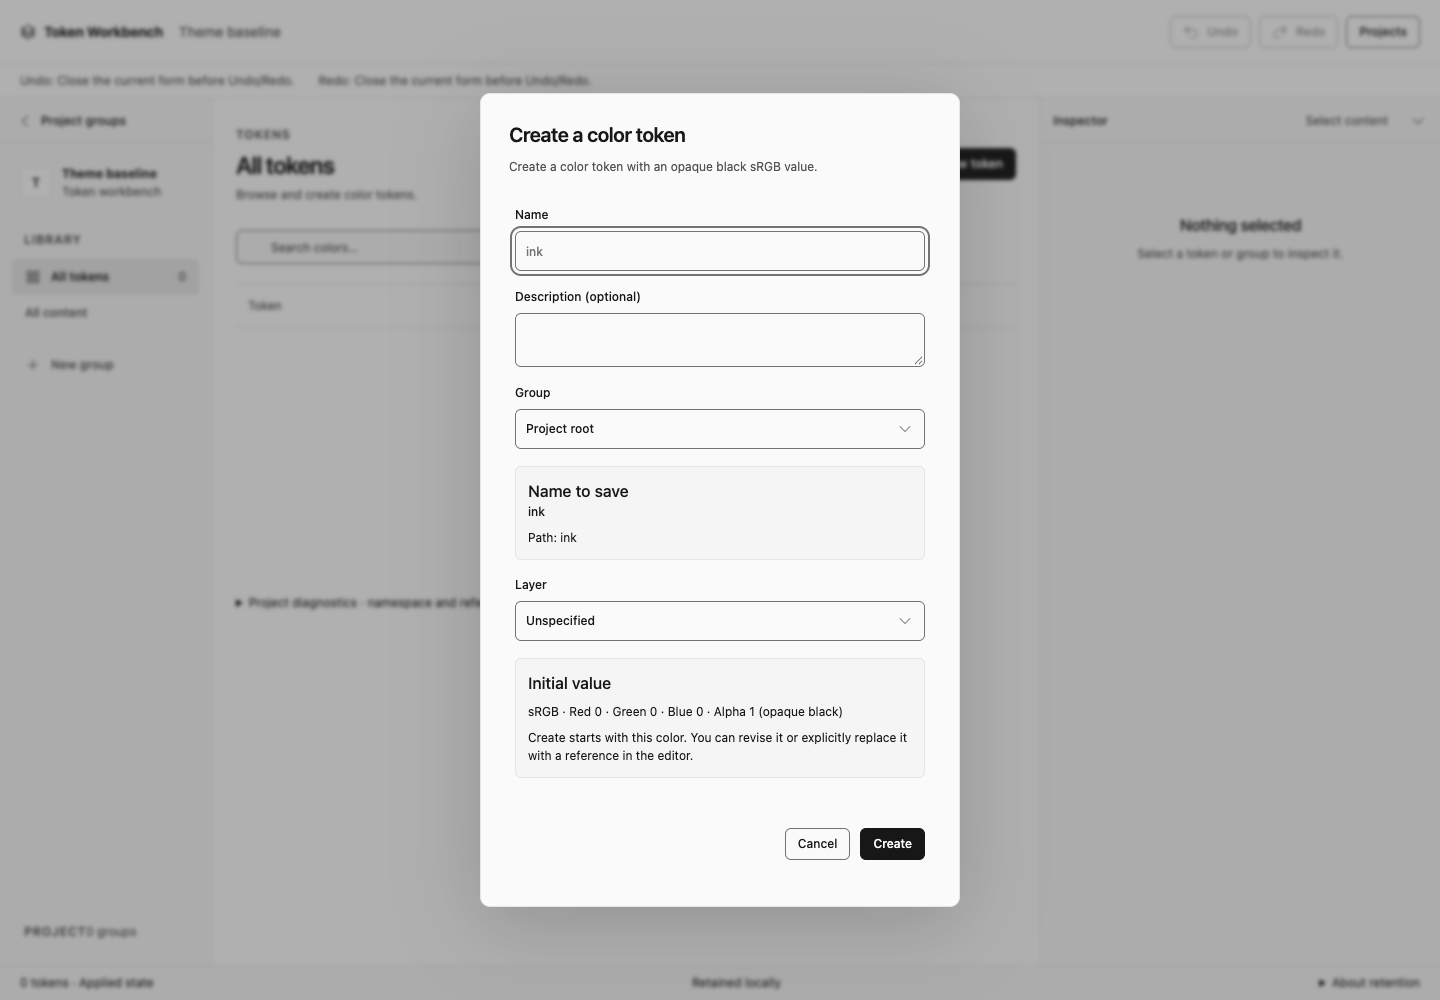 Token Workbench Theme baseline
Undo Redo Projects
Undo: Close the current form before Undo/Redo. Redo: Close the current form before Undo/Redo.
Project groups
T
Theme baseline
Token workbench
LIBRARY
All tokens 0
All content
New group
PROJECT 0 groups
TOKENS
All tokens
Browse and create color tokens.
token
Search colors...
Token
Project diagnostics · namespace and
Create a color token
Create a color token with an opaque black sRGB value.
Name
ink
Description (optional)
Group
Project root
Name to save
ink
Path: ink
Layer
Unspecified
Initial value
sRGB · Red 0 · Green 0 · Blue 0 · Alpha 1 (opaque black)
Create starts with this color. You can revise it or explicitly replace it
with a reference in the editor.
Cancel Create
Inspector Select content
Nothing selected
Select a token or group to inspect it.
0 tokens · Applied state Retained locally About retention